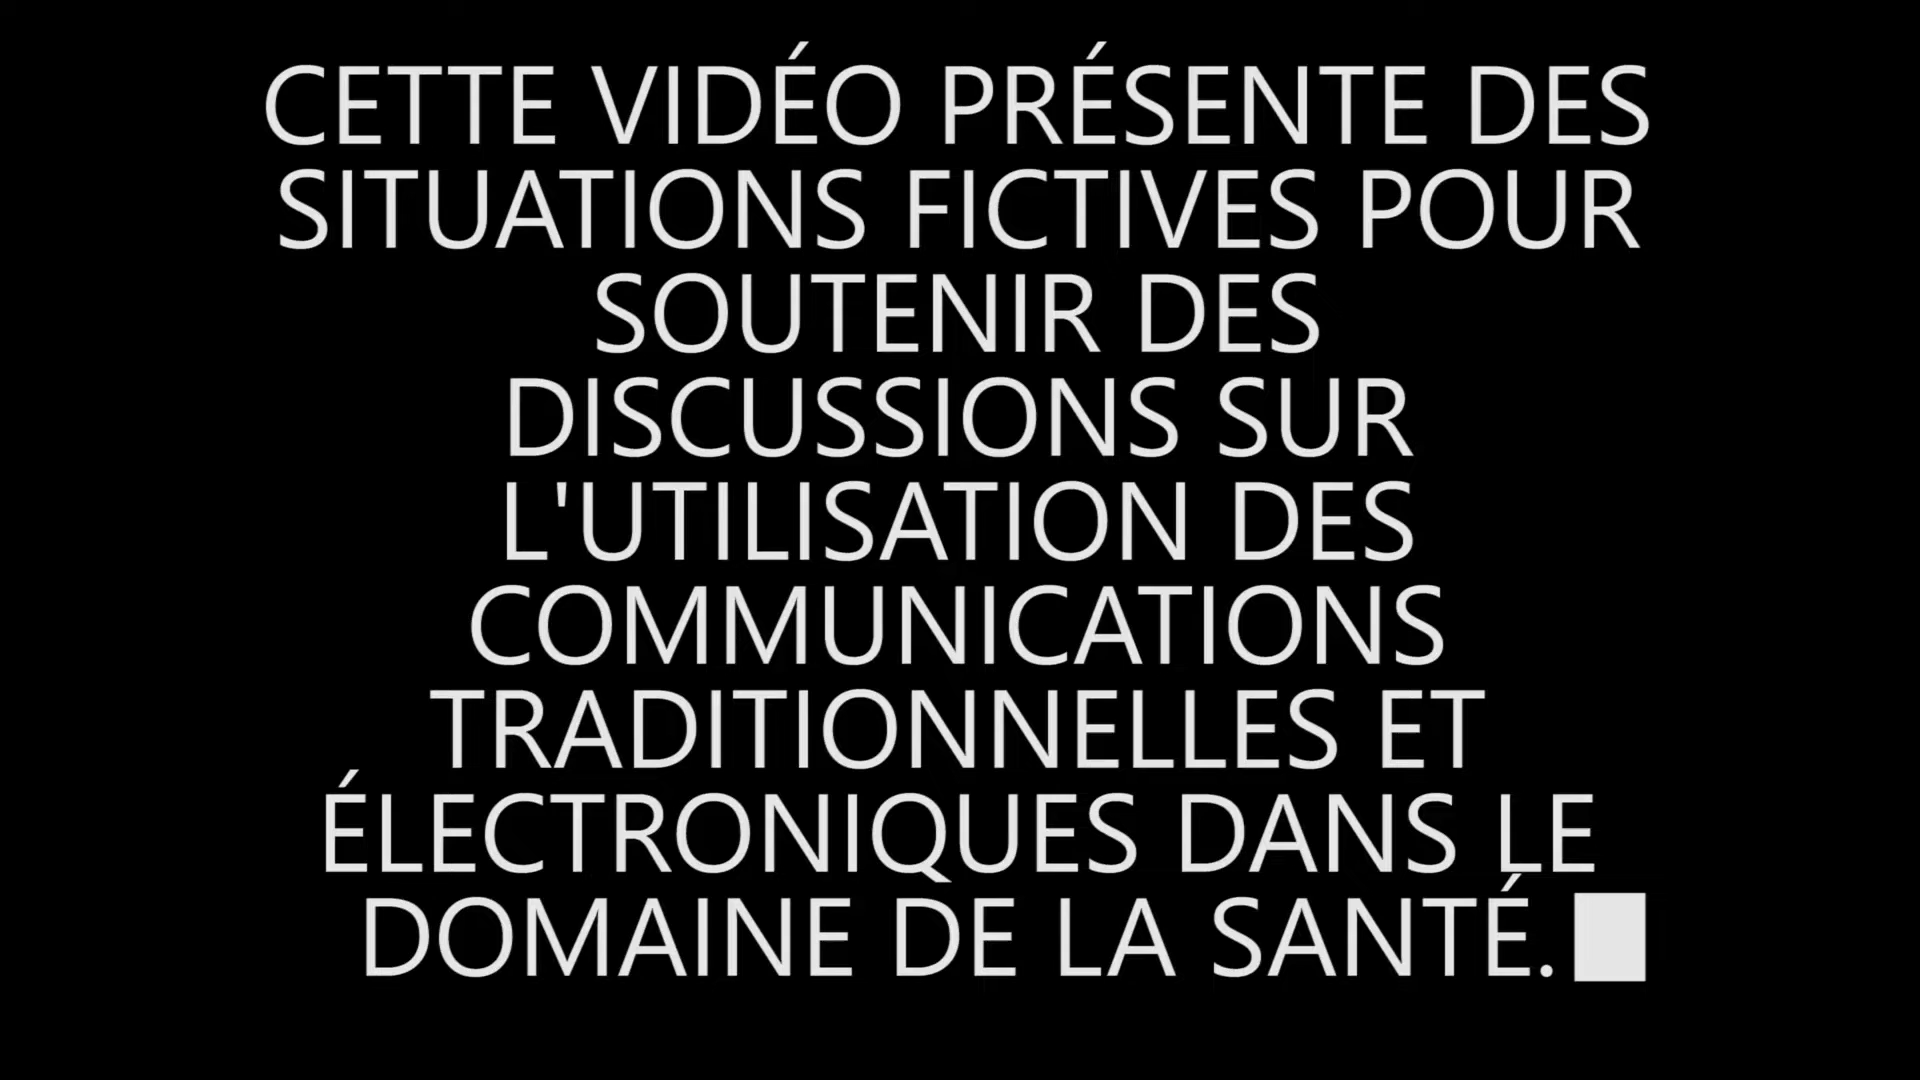 CETTE VIDÉO PRÉSENTE DES
SITUATIONS FICTIVES POUR
SOUTENIR DES
DISCUSSIONS SUR
L'UTILISATION DES
COMMUNICATIONS
TRADITIONNELLES ET
ÉLECTRONIQUES DANS LE
DOMAINE DE LA SANTÉ.